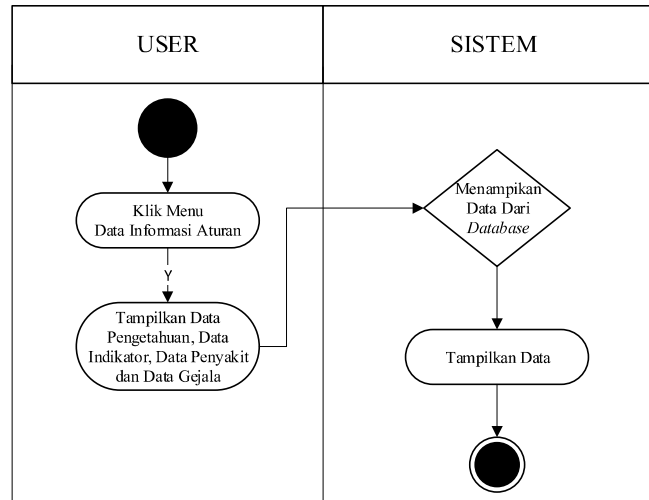 USER
SISTEM
Klik Menu
Data Informasi Aturan
Y
Tampilkan Data
Pengetahuan, Data
Indikator, Data Penyakit
dan Data Gejala
Menampikan
Data Dari
Database
Tampilkan Data